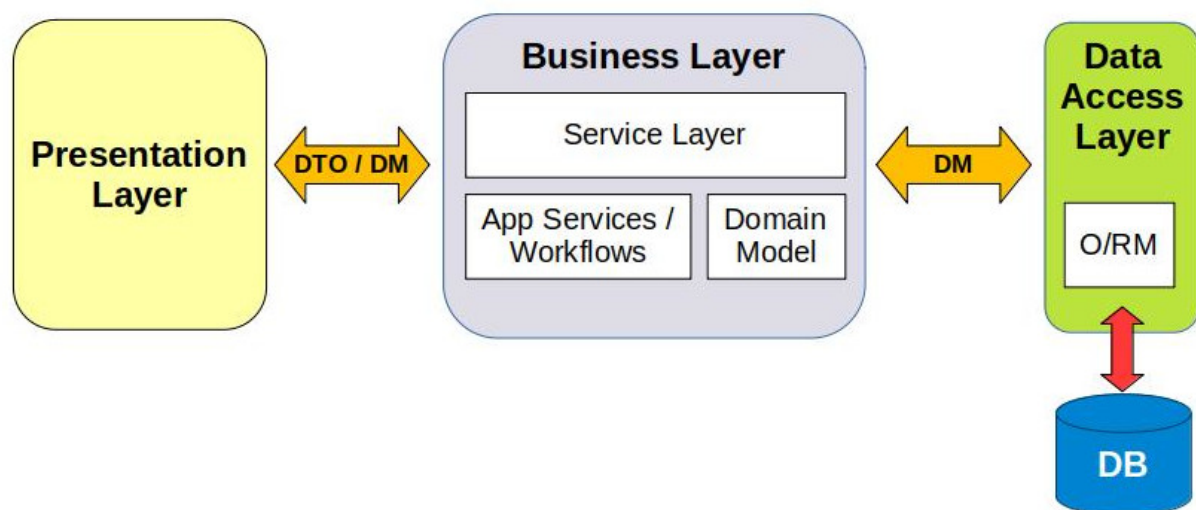 Presentation
Layer
DTO / DM
Business Layer
Service Layer
App Services /
Workflows
Domain
Model
DM
Data
Access
Layer
O/RM
DB